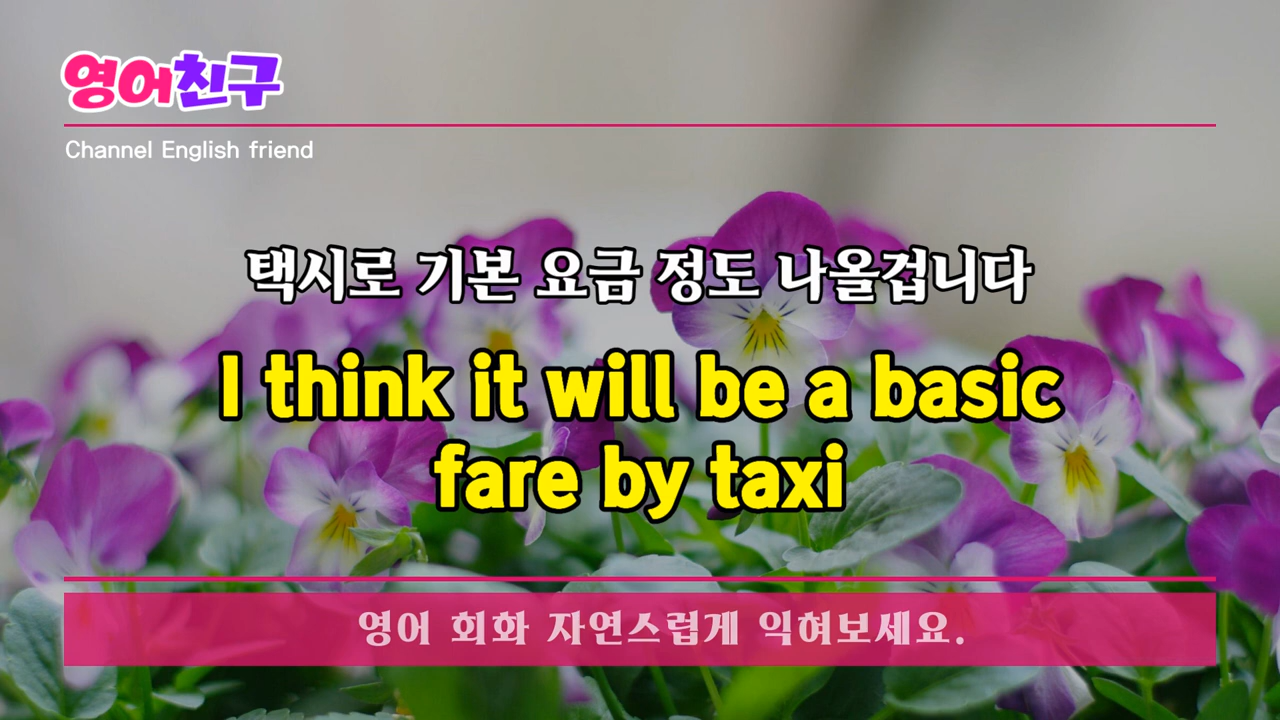 영어친구
Channel English friend
택시로 기본 요금 정도 나올겁니다
I think it will be a basic
fare by taxi
영어 회화 자연스럽게 익혀보세요.